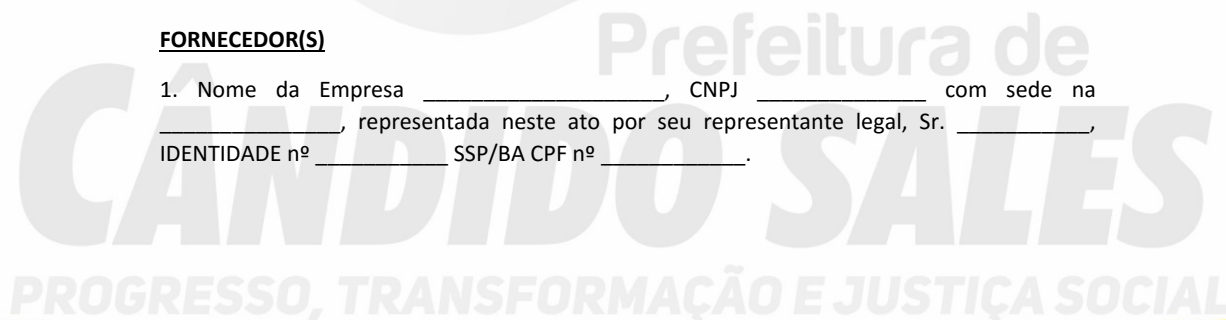 Prefeitura de
FORNECEDOR(S)
CÂNDIDO SALES
1. Nome da Empresa ____________________, CNPJ ______________ com sede na
_______________, representada neste ato por seu representante legal, Sr. ___________,
IDENTIDADE nº ___________ SSP/BA CPF nº ____________.
PROGRESSO, TRANSFORMAÇÃO E JUSTIÇA SOCIAL